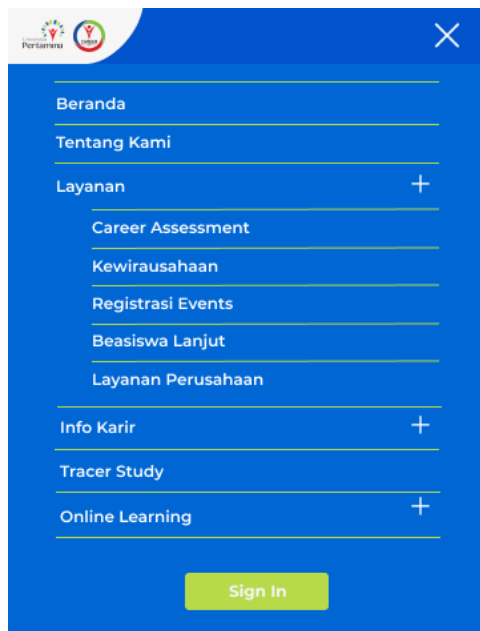 Pertamina
Beranda
Tentang Kami
Layanan
Career Assessment
Kewirausahaan
Registrasi Events
Beasiswa Lanjut
Layanan Perusahaan
Info Karir
Tracer Study
Online Learning
Sign In